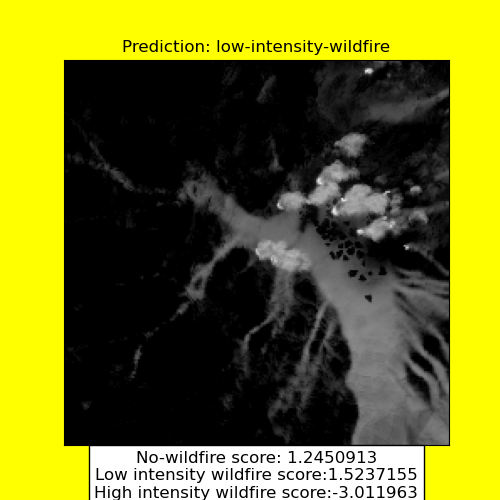 Prediction: low-intensity-wildfire
No-wildfire score: 1.2450913
Low intensity wildfire score:1.5237155
High intensity wildfire score:-3.011963